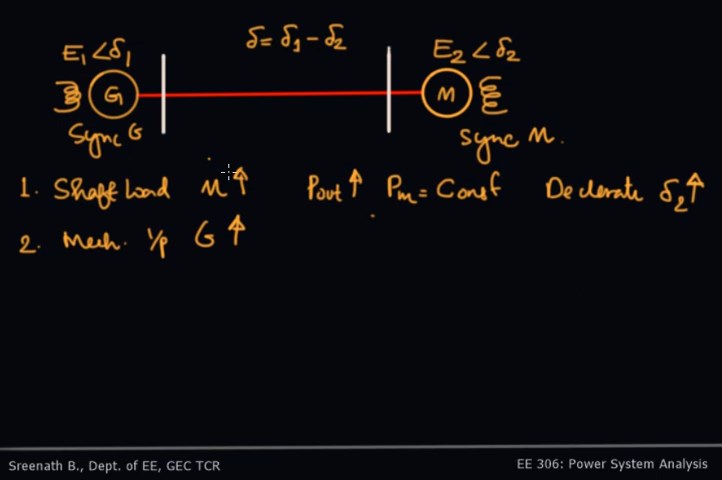 δ = δ1 - δ2
E1 < δ1
E2 < δ2
G
M
Sync G
Sync M.
1. Shaft Load M ↑ Pout ↑ Pm = Const Declerate δ2 ↑
2. Mech. i/p G ↑
Sreenath B., Dept. of EE, GEC TCR
EE 306: Power System Analysis